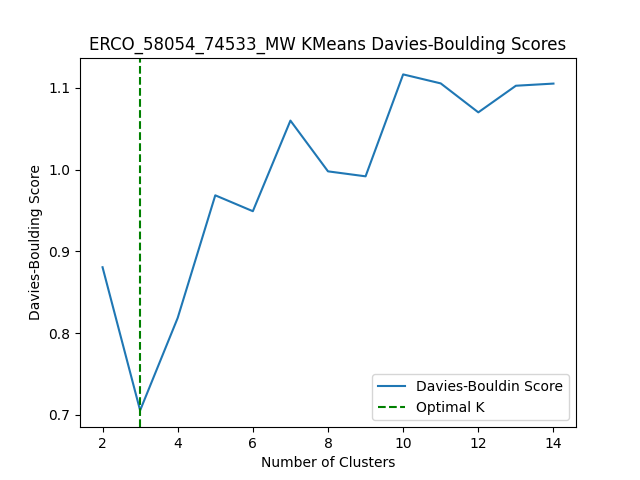 ERCO_58054_74533_MW KMeans Davies-Boulding Scores
1.1
1.0
0.9
0.8
0.7
Davies-Boulding Score
Davies-Bouldin Score
Optimal K
2 4 6 8 10 12 14
Number of Clusters